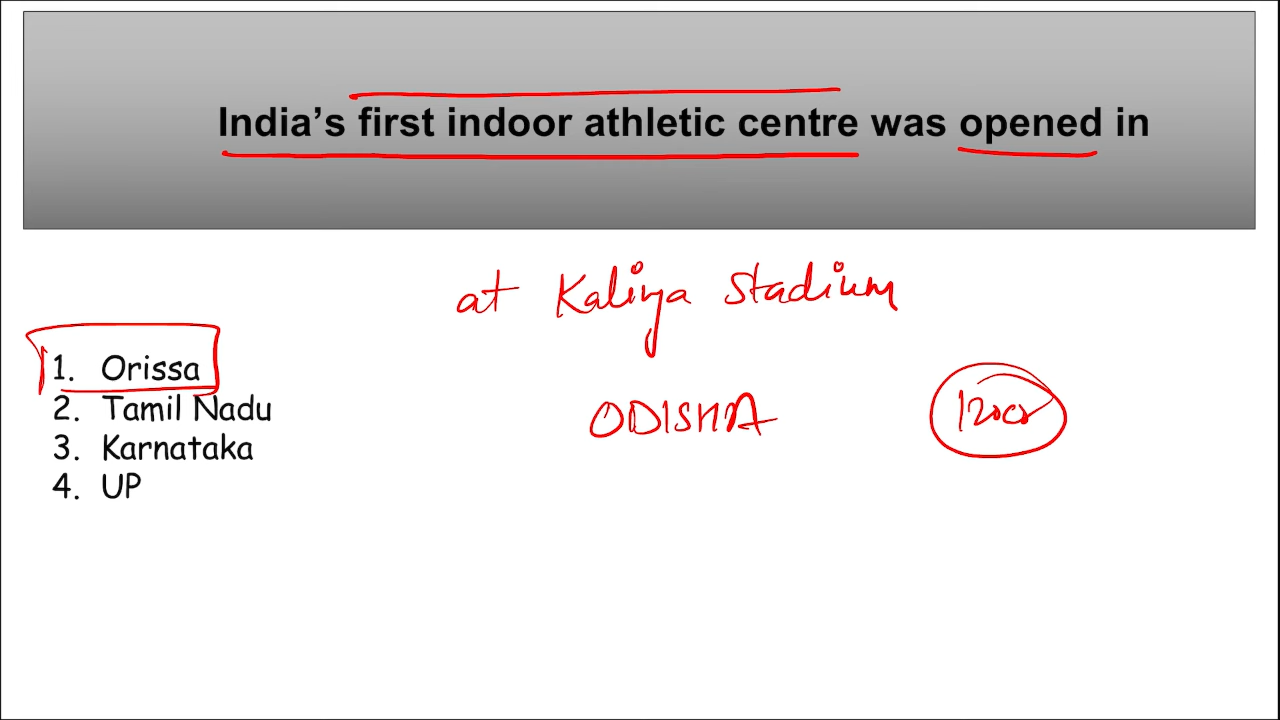 India's first indoor athletic centre was opened in
at Kalinga Stadium
1. Orissa
2. Tamil Nadu
ODISHA
3. Karnataka
4. UP